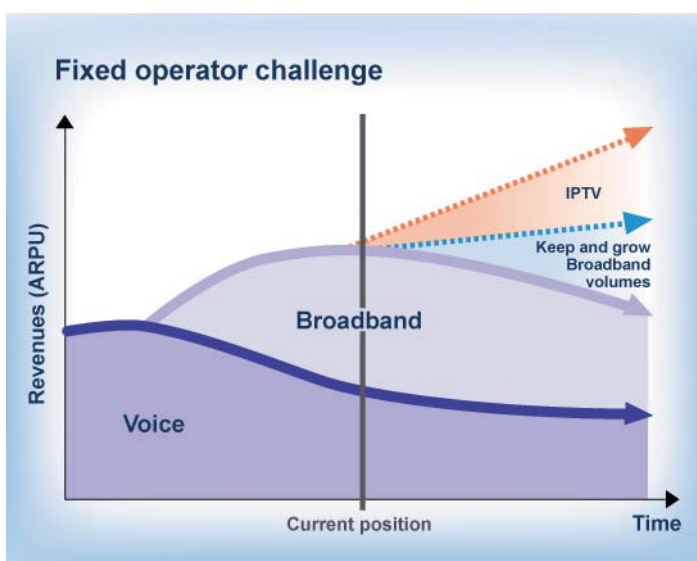 Fixed operator challenge
Revenues (ARPU)
IPTV
Keep and grow
Broadband
volumes
Broadband
Voice
Current position
Time